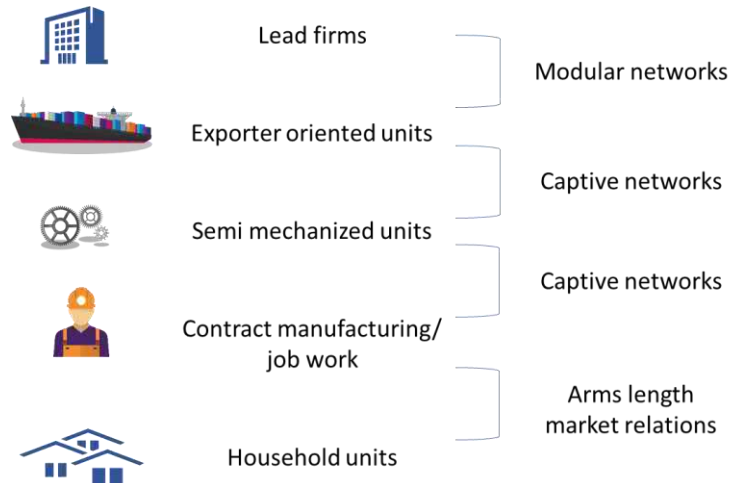 Lead firms
Modular networks
Exporter oriented units
Captive networks
Semi mechanized units
Captive networks
Contract manufacturing/
job work
Arms length
market relations
Household units